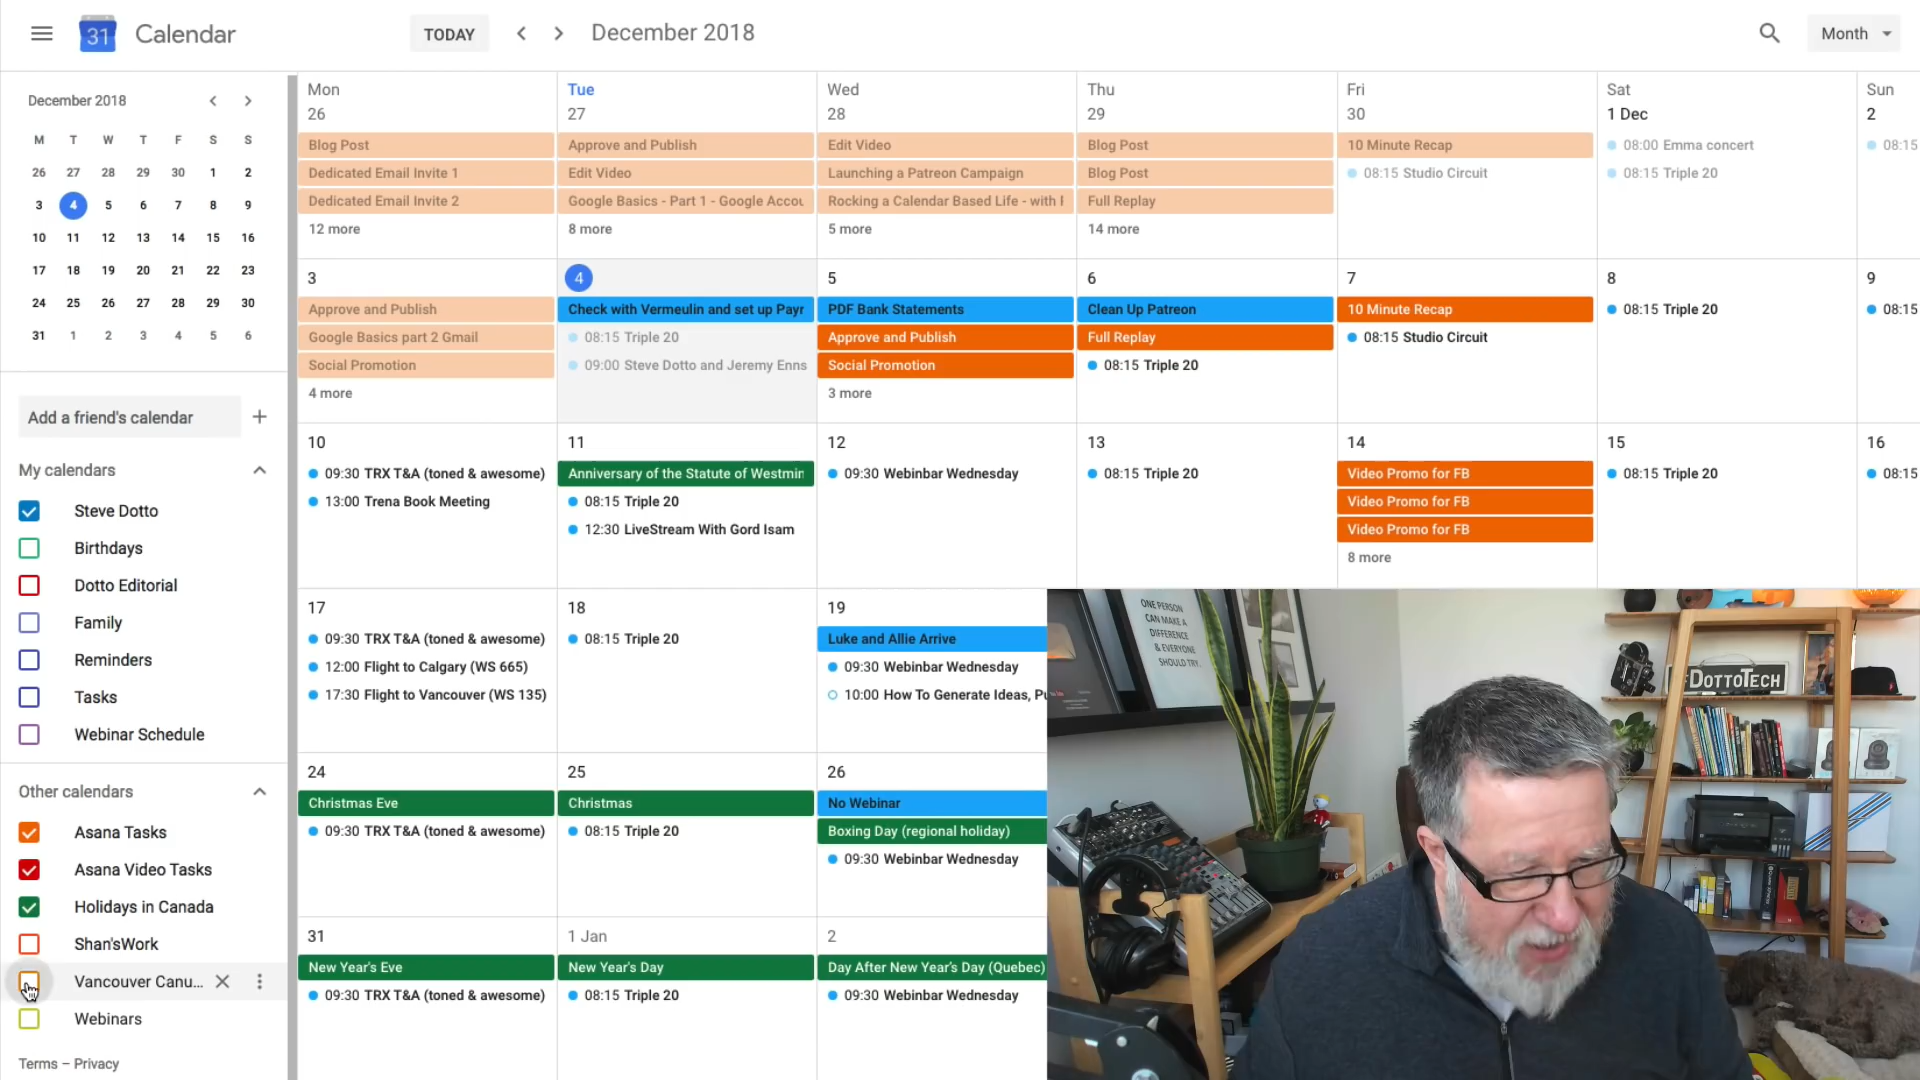 31 Calendar TODAY December 2018 Month
December 2018
M T W T F S S
26 27 28 29 30 1 2
3 4 5 6 7 8 9
10 11 12 13 14 15 16
17 18 19 20 21 22 23
24 25 26 27 28 29 30
31 1 2 3 4 5 6
Add a friend's calendar
My calendars
Steve Dotto
Birthdays
Dotto Editorial
Family
Reminders
Tasks
Webinar Schedule
Other calendars
Asana Tasks
Asana Video Tasks
Holidays in Canada
Shan'sWork
Vancouver Canu...
Webinars
Terms – Privacy
Mon Tue Wed Thu Fri Sat Sun
26 27 28 29 30 1 Dec 2
Blog Post Approve and Publish Edit Video Blog Post 10 Minute Recap 08:00 Emma concert 08:15
Dedicated Email Invite 1 Edit Video Launching a Patreon Campaign Blog Post 08:15 Studio Circuit 08:15 Triple 20
Dedicated Email Invite 2 Google Basics - Part 1 - Google Accou Rocking a Calendar Based Life - with Full Replay
12 more 8 more 5 more 14 more
3 4 5 6 7 8 9
Approve and Publish Check with Vermeulin and set up Payr PDF Bank Statements Clean Up Patreon 10 Minute Recap 08:15 Triple 20 08:15
Google Basics part 2 Gmail 08:15 Triple 20 Approve and Publish Full Replay 08:15 Studio Circuit
Social Promotion 09:00 Steve Dotto and Jeremy Enns Social Promotion 08:15 Triple 20
4 more 3 more
10 11 12 13 14 15 16
09:30 TRX T&A (toned & awesome) Anniversary of the Statute of Westmin 09:30 Webinbar Wednesday 08:15 Triple 20 Video Promo for FB 08:15 Triple 20 08:15
13:00 Trena Book Meeting 08:15 Triple 20 Video Promo for FB
12:30 LiveStream With Gord Isam Video Promo for FB
8 more
17 18 19
09:30 TRX T&A (toned & awesome) 08:15 Triple 20 Luke and Allie Arrive
12:00 Flight to Calgary (WS 665) 09:30 Webinbar Wednesday
17:30 Flight to Vancouver (WS 135) 10:00 How To Generate Ideas, Pu
24 25 26
Christmas Eve Christmas No Webinar
09:30 TRX T&A (toned & awesome) 08:15 Triple 20 Boxing Day (regional holiday)
09:30 Webinbar Wednesday
31 1 Jan 2
New Year's Eve New Year's Day Day After New Year's Day (Quebec)
09:30 TRX T&A (toned & awesome) 08:15 Triple 20 09:30 Webinbar Wednesday
ONE PERSON
CAN MAKE A
DIFFERENCE
& EVERYONE
SHOULD TRY.
DOTTOTECH